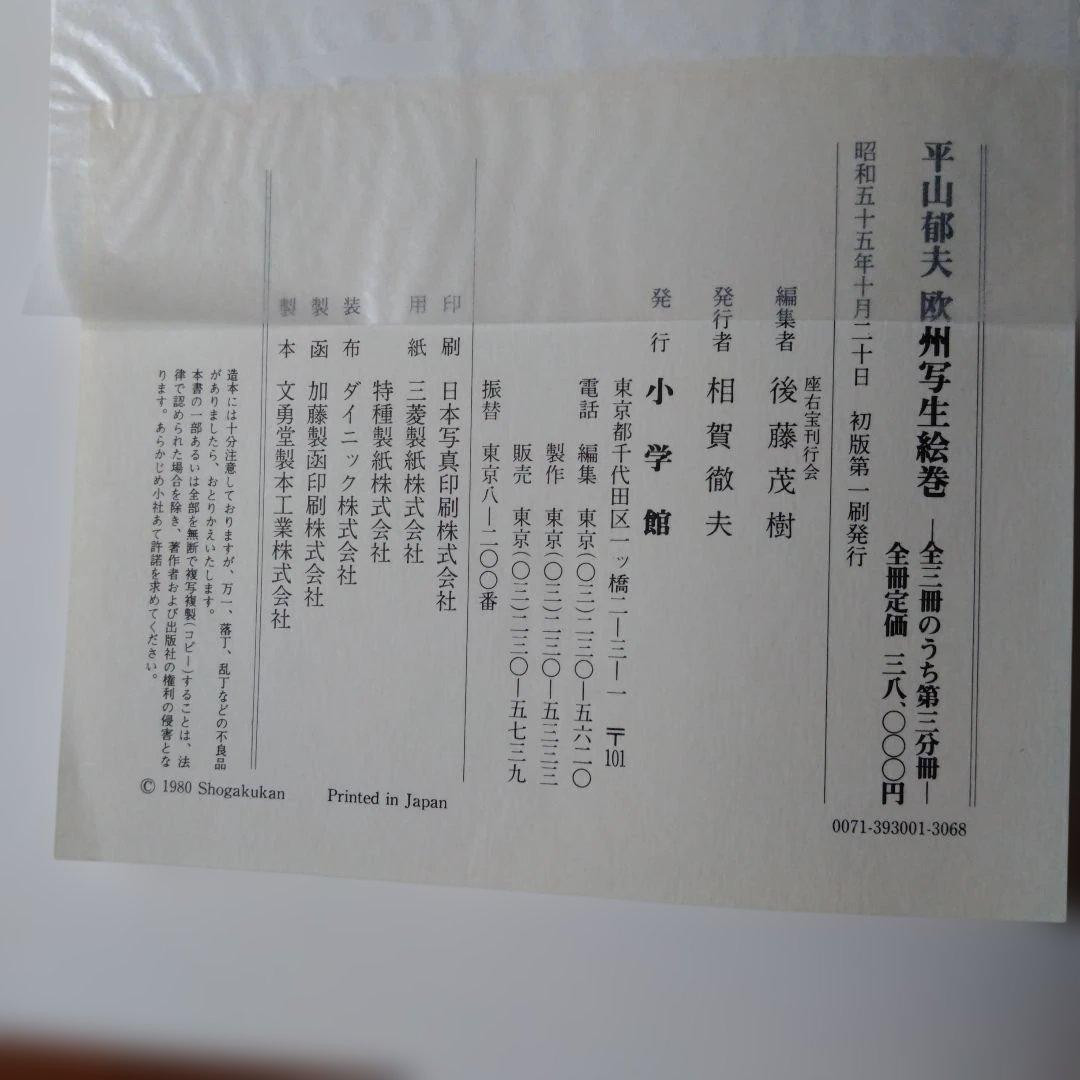 平山郁夫 欧州写生絵巻 ―全三冊のうち第三分冊―
全冊定価 三八、〇〇〇円
0071-393001-3068
昭和五十五年十月二十日 初版第一刷発行
座右宝刊行会
編集者 後藤茂樹
発行者 相賀徹夫
発行 小学館
東京都千代田区一ッ橋二―三―一 〒101
電話 編集 東京(〇三)二三〇―五六二〇
製作 東京(〇三)二三〇―五三三三
販売 東京(〇三)二三〇―五七三九
振替 東京八―二〇〇番
印刷 日本写真印刷株式会社
用紙 三菱製紙株式会社
特種製紙株式会社
装布 ダイニック株式会社
製函 加藤製函印刷株式会社
製本 文勇堂製本工業株式会社
造本には十分注意しておりますが、万一、落丁、乱丁などの不良品
がありましたら、おとりかえいたします。
本書の一部あるいは全部を無断で複写複製(コピー)することは、法
律で認められた場合を除き、著作者および出版社の権利の侵害とな
ります。あらかじめ小社あて許諾を求めてください。
© 1980 Shogakukan Printed in Japan